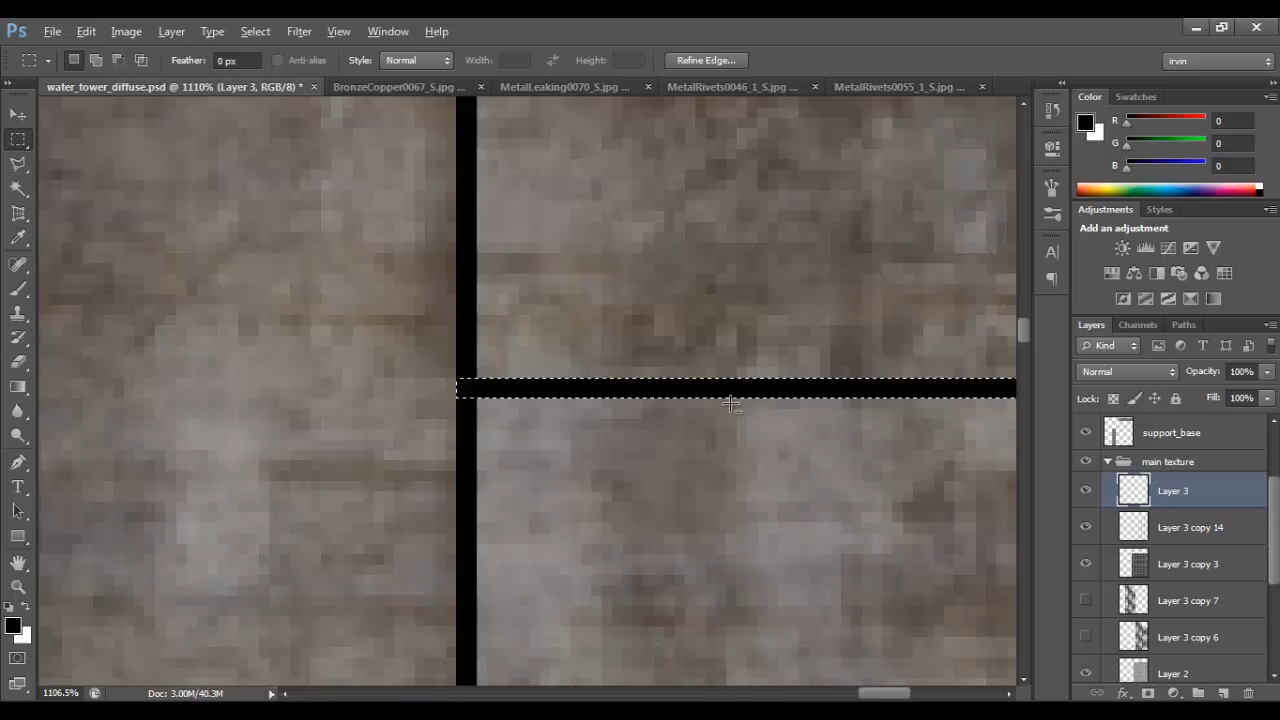 Ps File Edit Image Layer Type Select Filter View Window Help
Feather: 0 px Anti-alias Style: Normal Width: Height: Refine Edge... irvin
water_tower_diffuse.psd @ 1110% (Layer 3, RGB/8) * × BronzeCopper0067_S.jpg ... × MetalLeaking0070_S.jpg ... × MetalRivets0046_1_S.jpg ... × MetalRivets0055_1_S.jpg ... ×
Color Swatches
R 0
G 0
B 0
Adjustments Styles
Add an adjustment
Layers Channels Paths
Kind
Normal Opacity: 100%
Lock: Fill: 100%
support_base
main texture
Layer 3
Layer 3 copy 14
Layer 3 copy 3
Layer 3 copy 7
Layer 3 copy 6
Layer 2
1106.5% Doc: 3.00M/40.3M